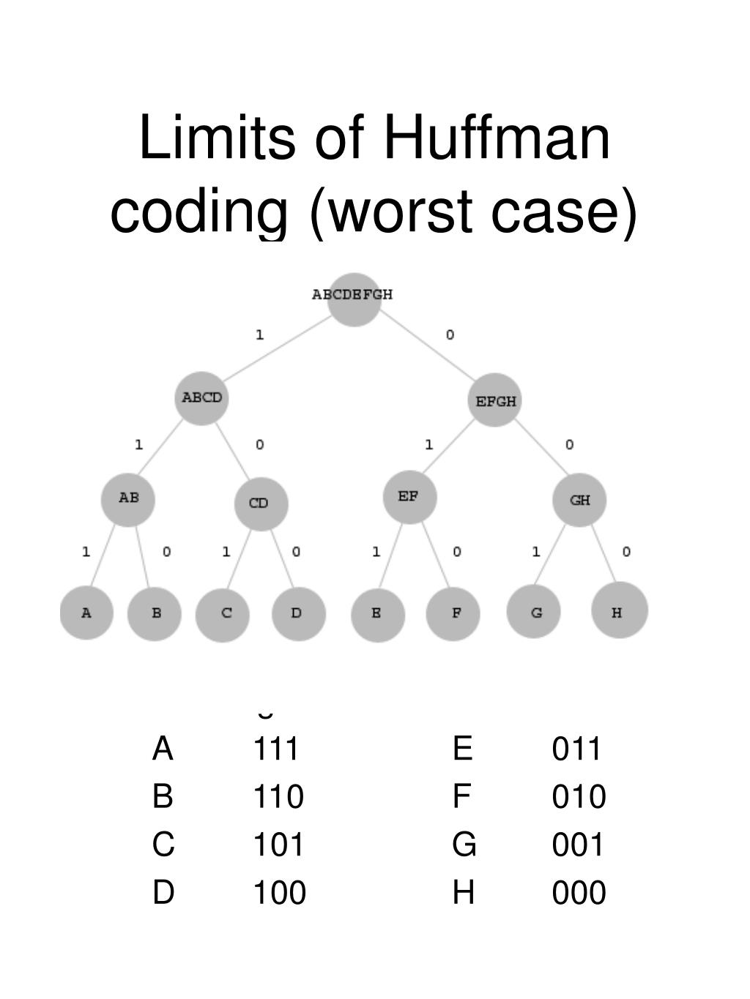 Limits of Huffman
coding (worst case)
ABCDEFGH
1 0
ABCD EFGH
1 0 1 0
AB CD EF GH
1 0 1 0 1 0 1 0
A B C D E F G H
A 111 E 011
B 110 F 010
C 101 G 001
D 100 H 000